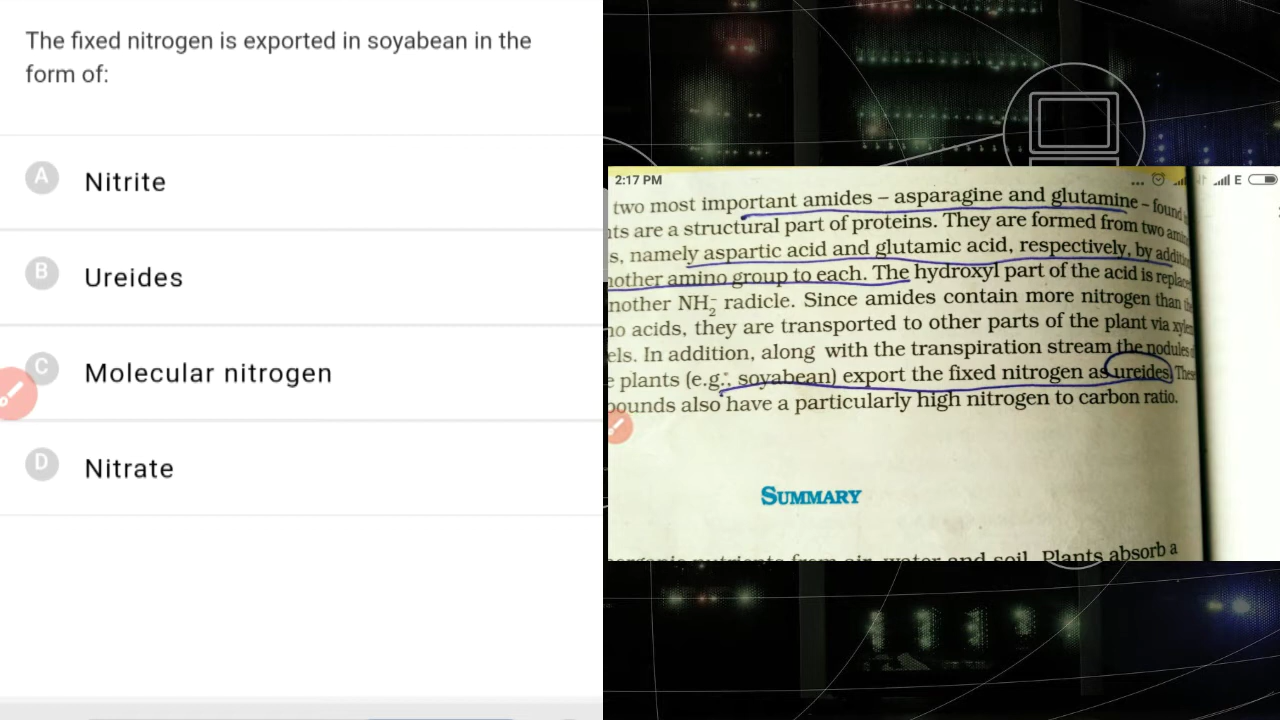 The fixed nitrogen is exported in soyabean in the
form of:
A Nitrite
B Ureides
C Molecular nitrogen
D Nitrate
2:17 PM
... E
two most important amides – asparagine and glutamine – found
nts are a structural part of proteins. They are formed from two
s, namely aspartic acid and glutamic acid, respectively, by
nother amino group to each. The hydroxyl part of the acid is
nother NH₂⁻ radicle. Since amides contain more nitrogen than
no acids, they are transported to other parts of the plant via
els. In addition, along with the transpiration stream the nodules
e plants (e.g., soyabean) export the fixed nitrogen as ureides.
pounds also have a particularly high nitrogen to carbon ratio.
SUMMARY
from air, water and soil. Plants absorb a